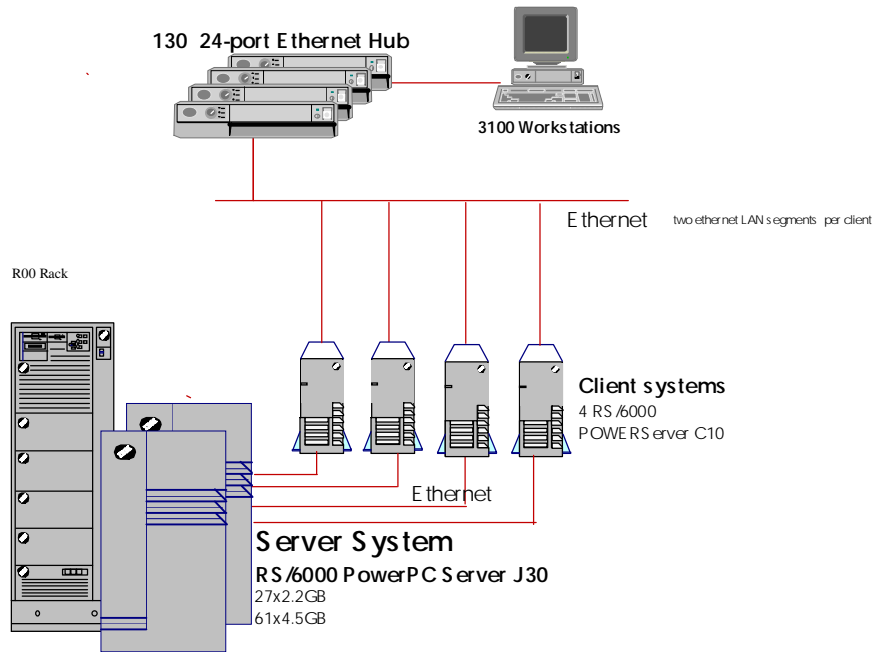 130 24-port Ethernet Hub
3100 Workstations
Ethernet two ethernet LAN segments per client
R00 Rack
Client systems
4 RS/6000
POWERServer C10
Ethernet
Server System
RS/6000 PowerPC Server J30
27x2.2GB
61x4.5GB